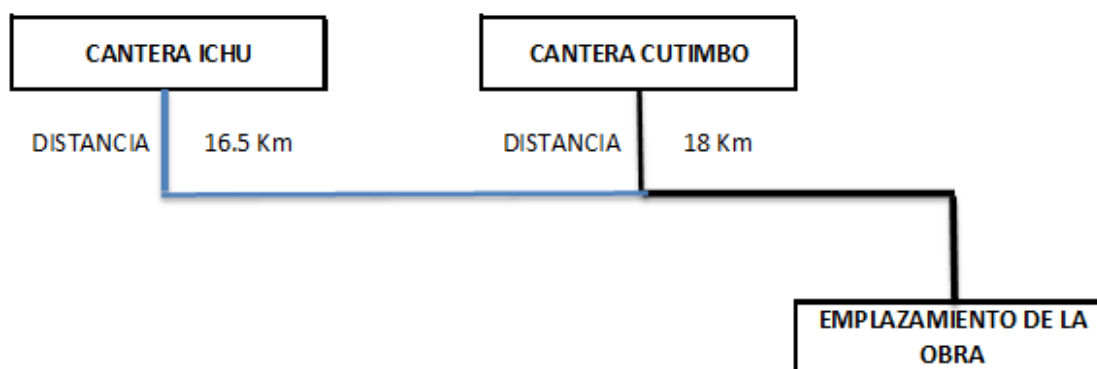 CANTERA ICHU
CANTERA CUTIMBO
DISTANCIA 16.5 Km
DISTANCIA 18 Km
EMPLAZAMIENTO DE LA
OBRA